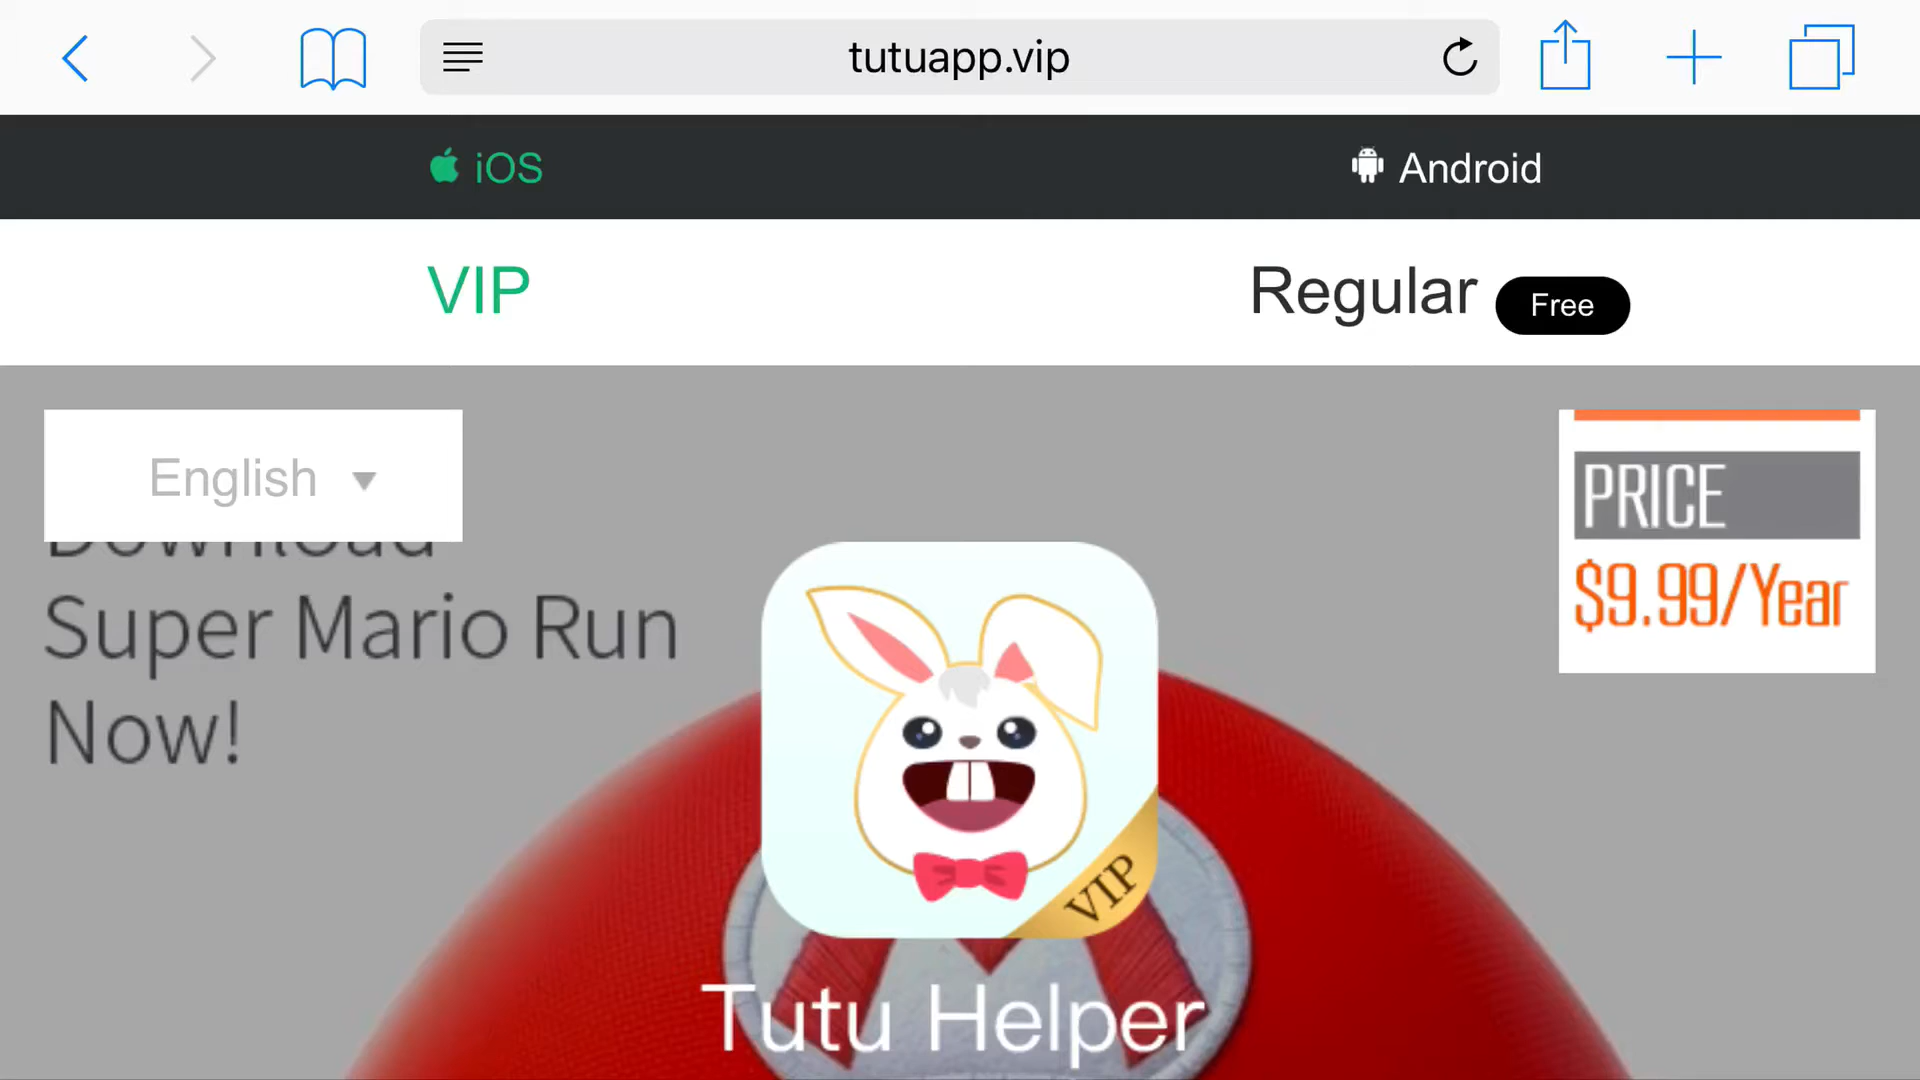 tutuapp.vip
iOS
Android
VIP
Regular Free
English ▼
PRICE
$9.99/Year
Download
Super Mario Run
Now!
VIP
Tutu Helper